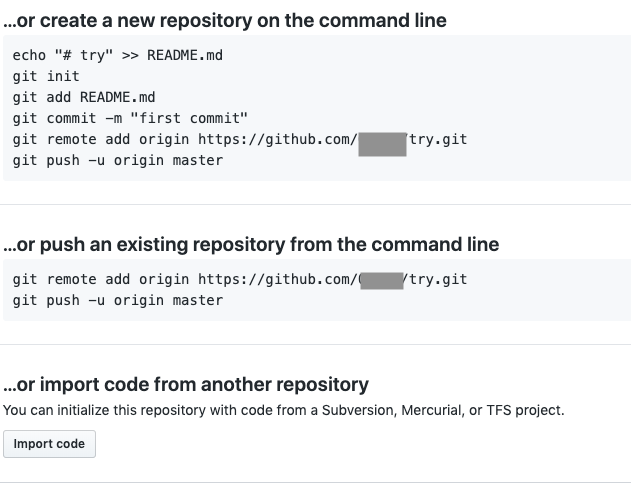 ...or create a new repository on the command line
echo "# try" >> README.md
git init
git add README.md
git commit -m "first commit"
git remote add origin https://github.com/ /try.git
git push -u origin master
...or push an existing repository from the command line
git remote add origin https://github.com/ /try.git
git push -u origin master
...or import code from another repository
You can initialize this repository with code from a Subversion, Mercurial, or TFS project.
Import code